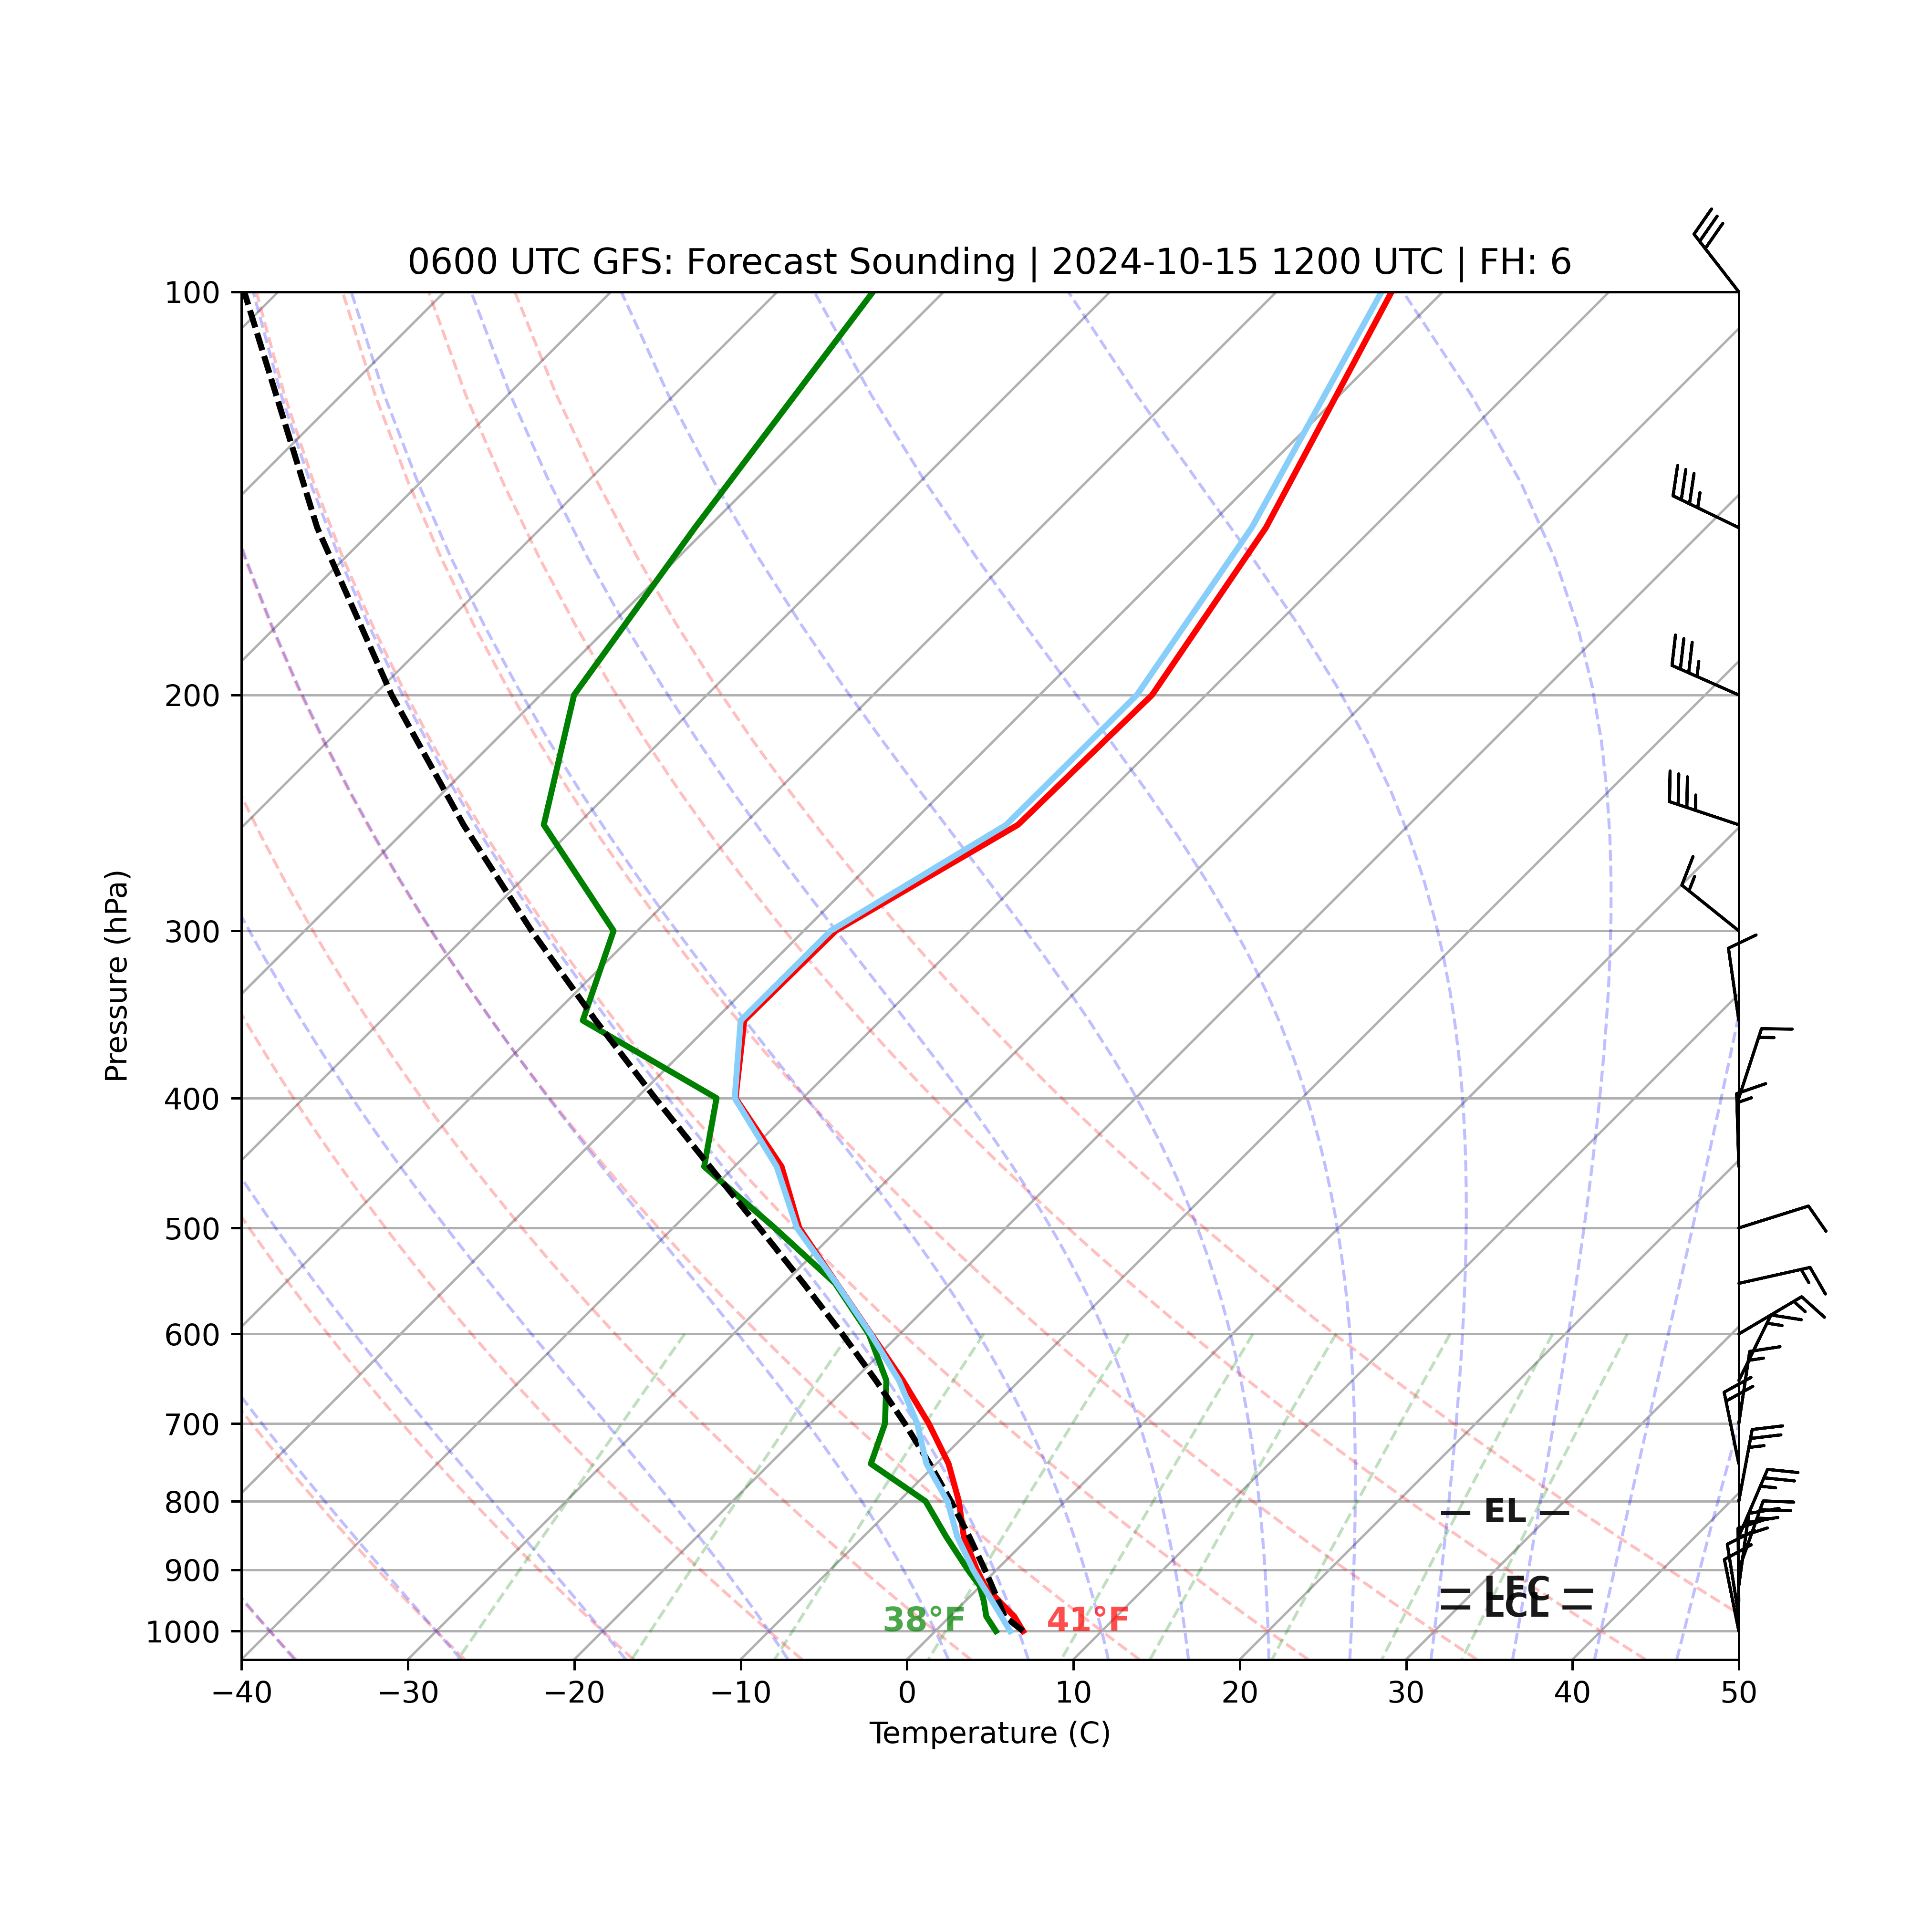 0600 UTC GFS: Forecast Sounding | 2024-10-15 1200 UTC | FH: 6
100
200
300
400
500
600
700
800
900
1000
Pressure (hPa)
— EL —
— LFC —
— LCL —
38°F
41°F
−40 −30 −20 −10 0 10 20 30 40 50
Temperature (C)